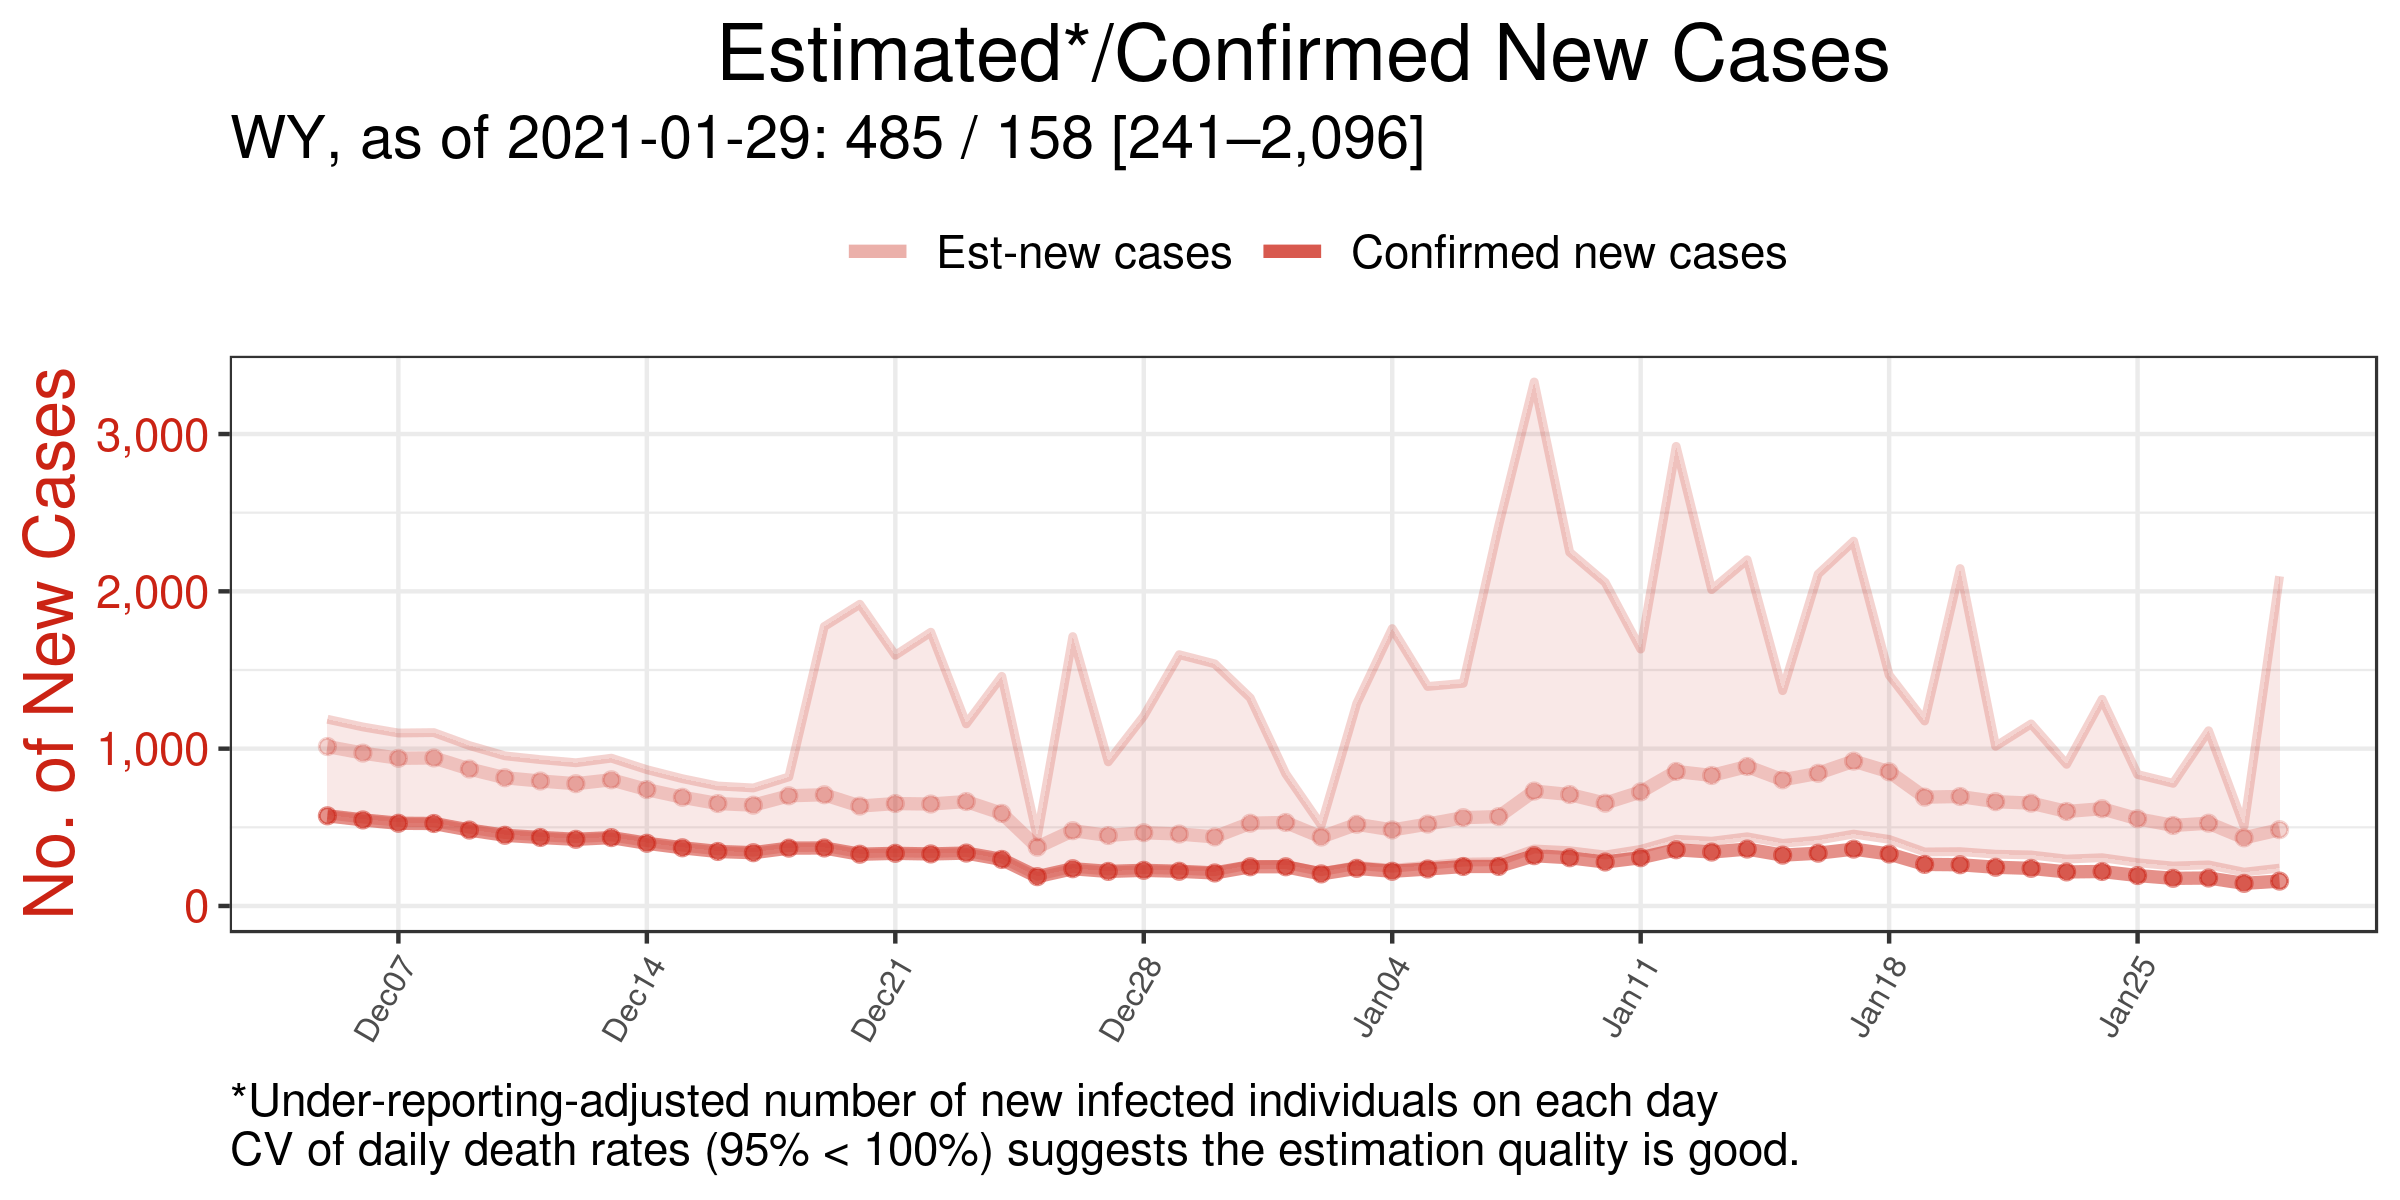 Estimated*/Confirmed New Cases
WY, as of 2021-01-29: 485 / 158 [241–2,096]
Est-new cases
Confirmed new cases
No. of New Cases
3,000
2,000
1,000
0
Dec07
Dec14
Dec21
Dec28
Jan04
Jan11
Jan18
Jan25
*Under-reporting-adjusted number of new infected individuals on each day
CV of daily death rates (95% < 100%) suggests the estimation quality is good.